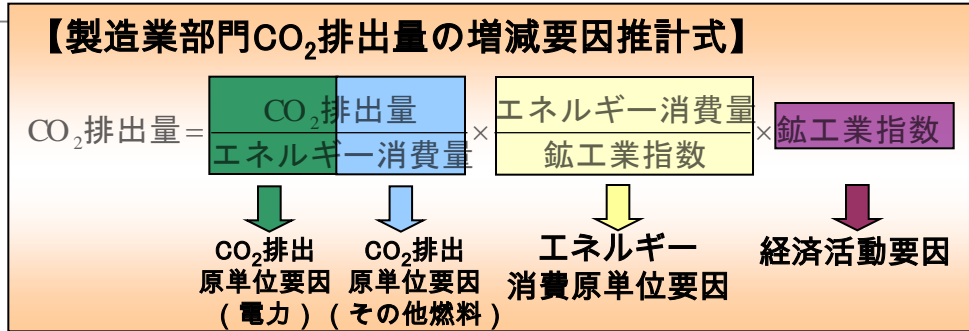 【製造業部門CO₂排出量の増減要因推計式】
CO₂排出量=CO₂排出量/エネルギー消費量×エネルギー消費量/鉱工業指数×鉱工業指数
CO₂排出 CO₂排出 エネルギー 経済活動要因
原単位要因 原単位要因 消費原単位要因
(電力)(その他燃料)